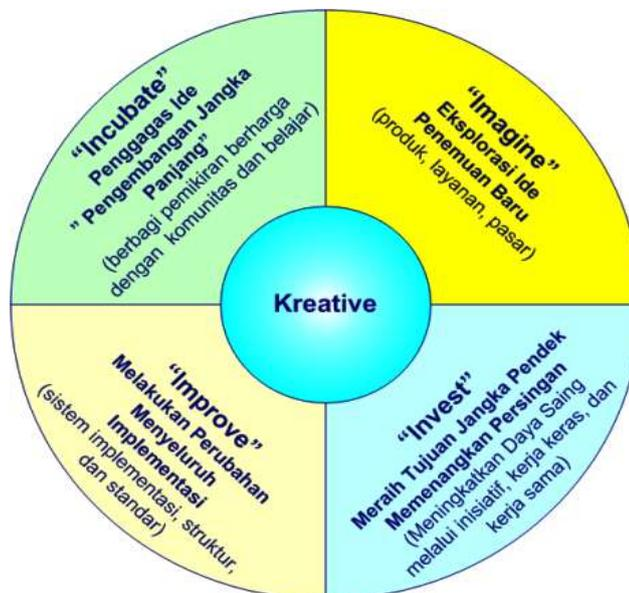 “Incubate”
Penggagas Ide
” Pengembangan Jangka
Panjang”
(berbagi pemikiran berharga
dengan komunitas dan belajar)
“Imagine”
Eksplorasi Ide
Penemuan Baru
(produk, layanan, pasar)
Kreative
“Improve”
Melakukan Perubahan
Menyeluruh
Implementasi
(sistem implementasi, struktur,
dan standar)
“Invest”
Meraih Tujuan Jangka Pendek
Memenangkan Persingan
(Meningkatkan Daya Saing
melalui inisiatif, kerja keras, dan
kerja sama)